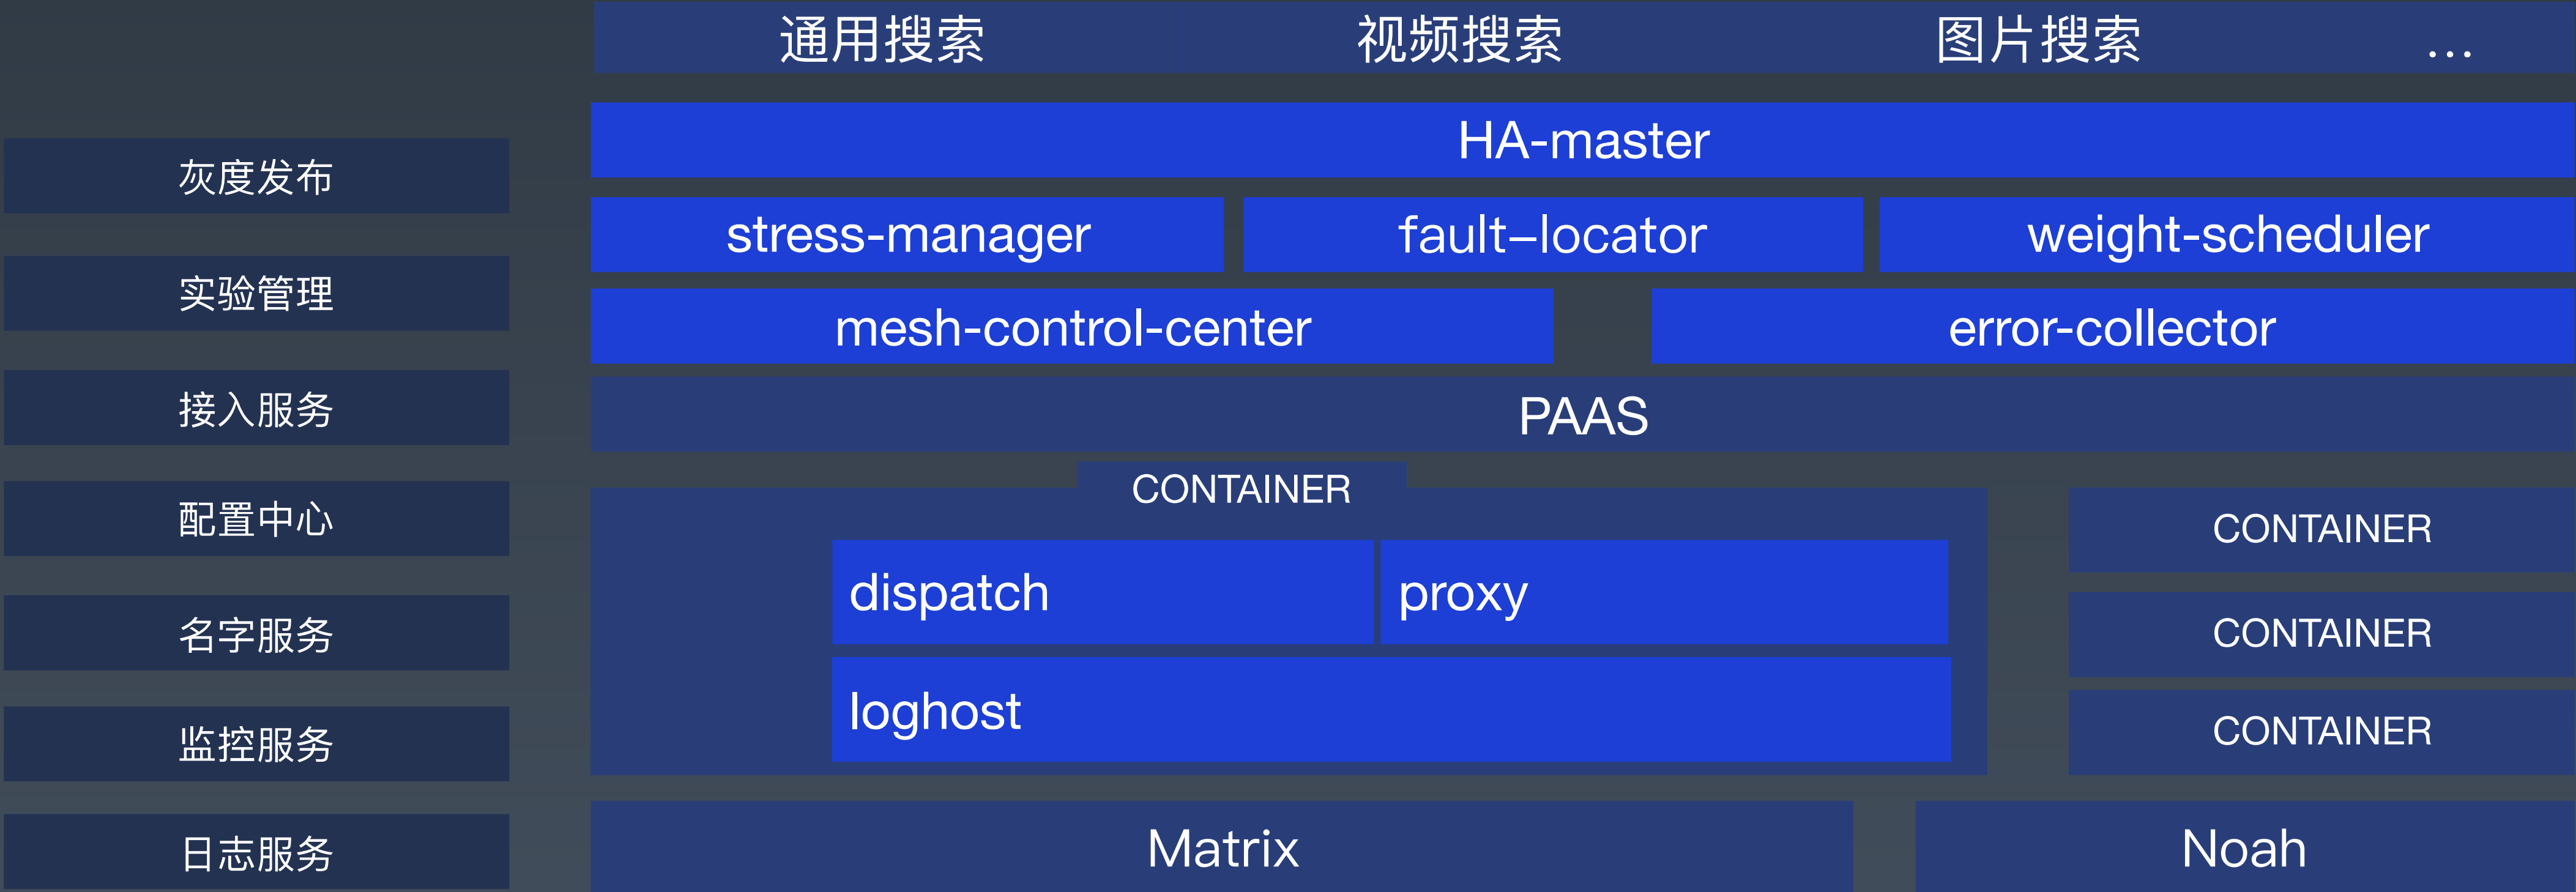 通用搜索 视频搜索 图片搜索 ...
HA-master
stress-manager fault–locator weight-scheduler
mesh-control-center error-collector
PAAS
CONTAINER
dispatch proxy
loghost
CONTAINER
CONTAINER
CONTAINER
Matrix Noah
灰度发布
实验管理
接入服务
配置中心
名字服务
监控服务
日志服务